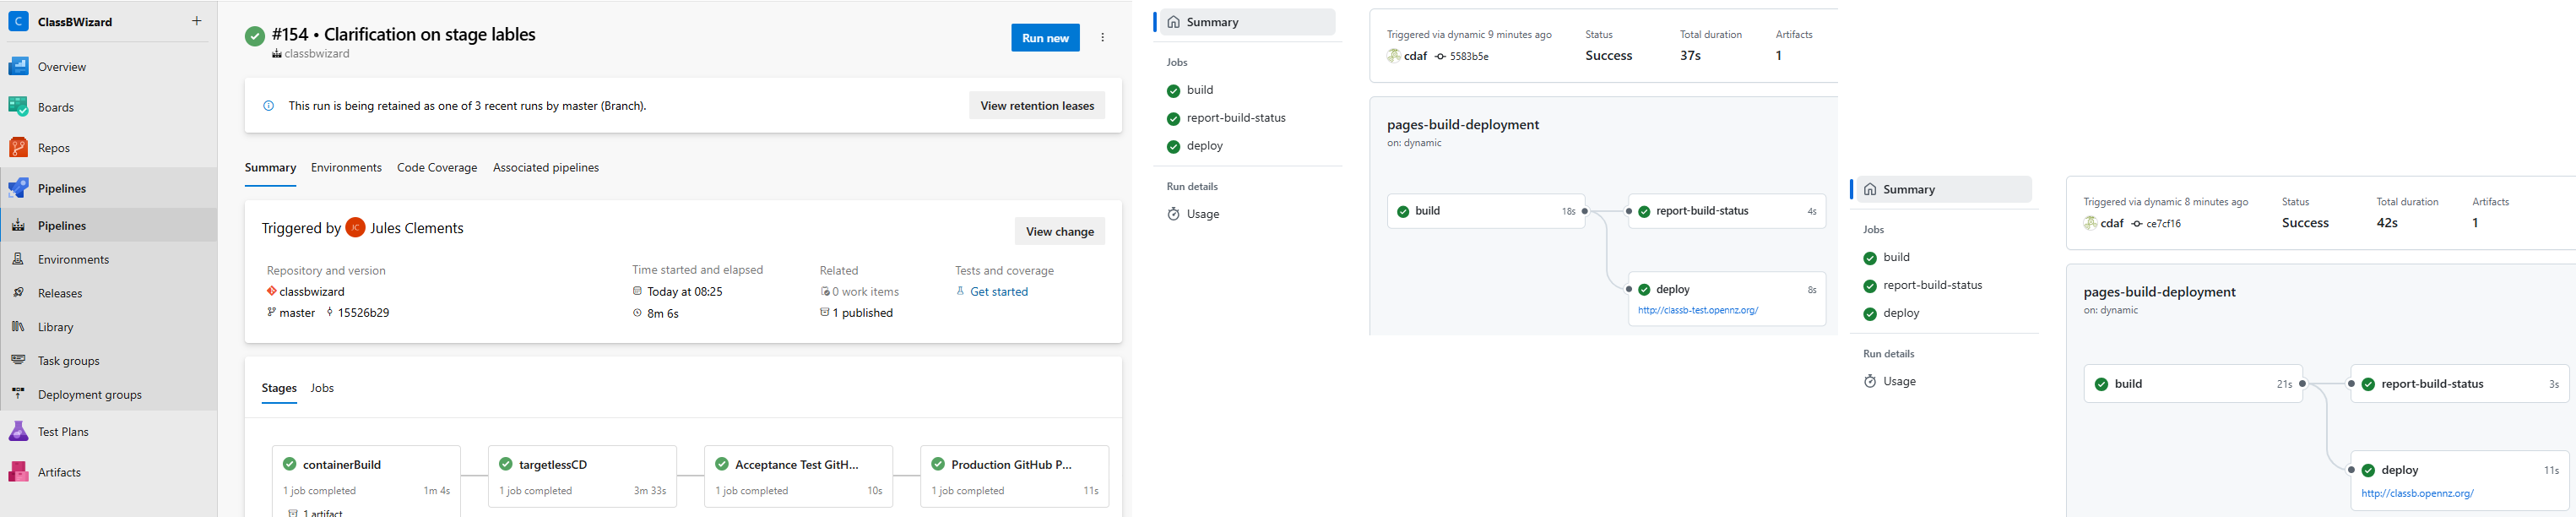 ClassBWizard
Overview
Boards
Repos
Pipelines
Pipelines
Environments
Releases
Library
Task groups
Deployment groups
Test Plans
Artifacts
#154 • Clarification on stage lables
classbwizard
Run new
This run is being retained as one of 3 recent runs by master (Branch).
View retention leases
Summary Environments Code Coverage Associated pipelines
Triggered by JC Jules Clements
View change
Repository and version
classbwizard
master 15526b29
Time started and elapsed
Today at 08:25
8m 6s
Related
0 work items
1 published
Tests and coverage
Get started
Stages Jobs
containerBuild
1 job completed 1m 4s
1 artifact
targetlessCD
1 job completed 3m 33s
Acceptance Test GitH...
1 job completed 10s
Production GitHub P...
1 job completed 11s
Summary
Jobs
build
report-build-status
deploy
Run details
Usage
Triggered via dynamic 9 minutes ago
cdaf 5583b5e
Status
Success
Total duration
37s
Artifacts
1
pages-build-deployment
on: dynamic
build 18s
report-build-status 4s
deploy 8s
http://classb-test.opennz.org/
Summary
Jobs
build
report-build-status
deploy
Run details
Usage
Triggered via dynamic 8 minutes ago
cdaf ce7cf16
Status
Success
Total duration
42s
Artifacts
1
pages-build-deployment
on: dynamic
build 21s
report-build-status 3s
deploy 11s
http://classb.opennz.org/